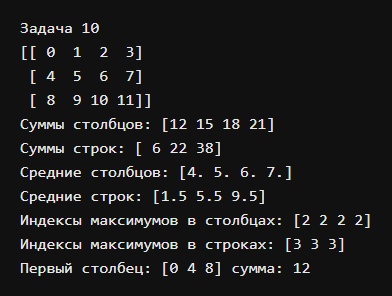 Задача 10
[[ 0  1  2  3]
 [ 4  5  6  7]
 [ 8  9 10 11]]
Суммы столбцов: [12 15 18 21]
Суммы строк: [ 6 22 38]
Средние столбцов: [4. 5. 6. 7.]
Средние строк: [1.5 5.5 9.5]
Индексы максимумов в столбцах: [2 2 2 2]
Индексы максимумов в строках: [3 3 3]
Первый столбец: [0 4 8] сумма: 12